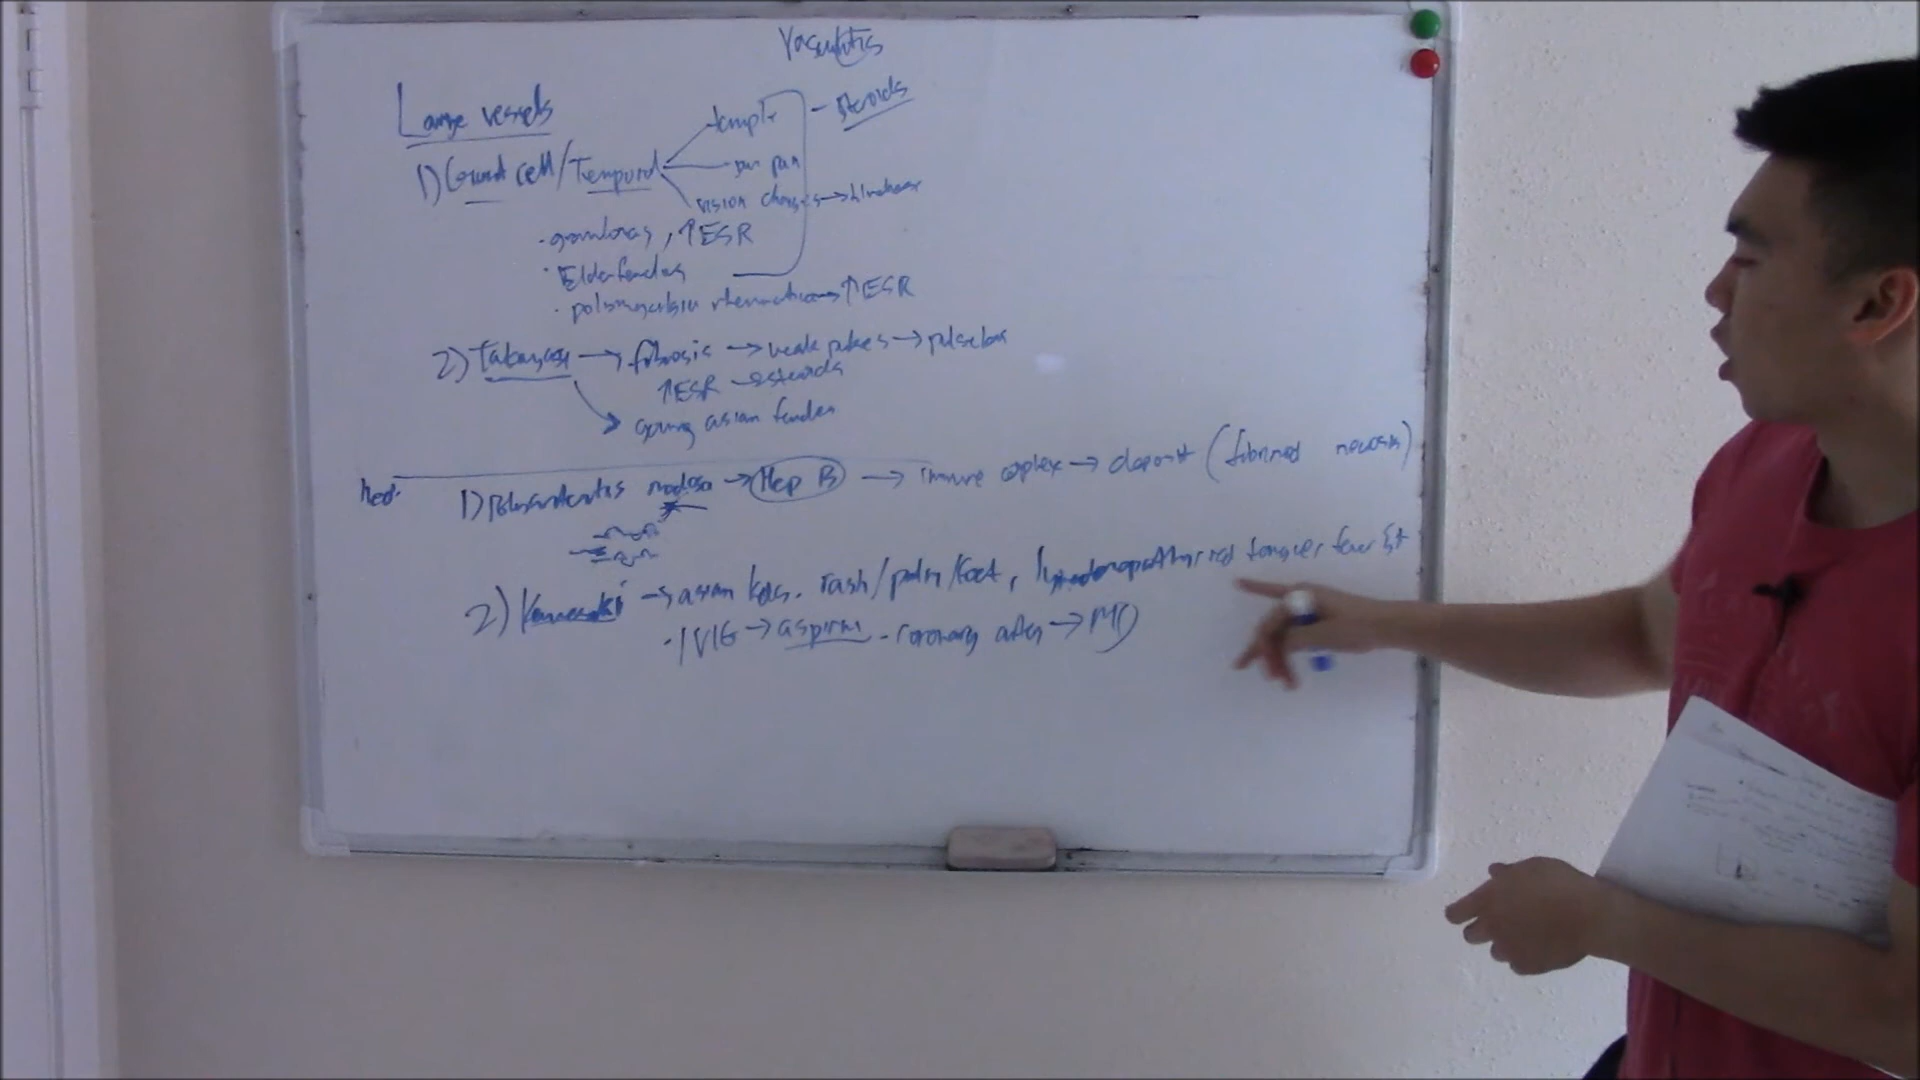 Vasculitis
Large vessels
1) Giant cell / Temporal
temple
jaw pain
vision changes → blindness
- steroids
· granulomas, ↑ESR
· Elder females
· polymyalgia rheumatica → ↑ESR
2) Takayasu → fibrosis → weak pulses → pulseless
↑ESR → steroids
young asian females
Med. 1) Polyarteritis nodosa → Hep B → immune complex → deposit (fibrinoid necrosis)
2) Kawasaki → asian kids. rash/palm/foot, lymphadenopathy, red tongue, fever
· IVIG → aspirin - coronary artery → MI